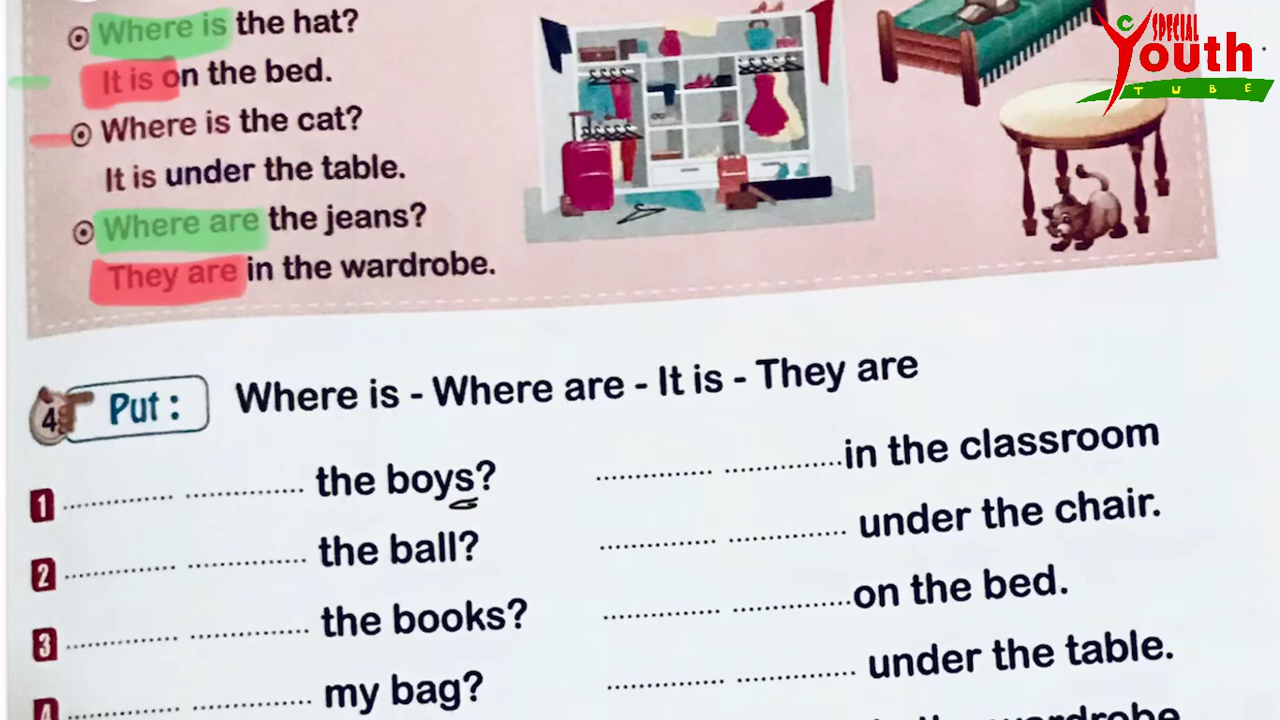 Where is the hat?
It is on the bed.
Where is the cat?
It is under the table.
Where are the jeans?
They are in the wardrobe.
SPECIAL
Youth
TUBE
4 Put : Where is - Where are - It is - They are
1 ............... ............... the boys? ............... ...............in the classroom
2 ............... ............... the ball? ............... ............... under the chair.
3 ............... ............... the books? ............... ...............on the bed.
4 ............... ............... my bag? ............... ............... under the table.
wardrobe